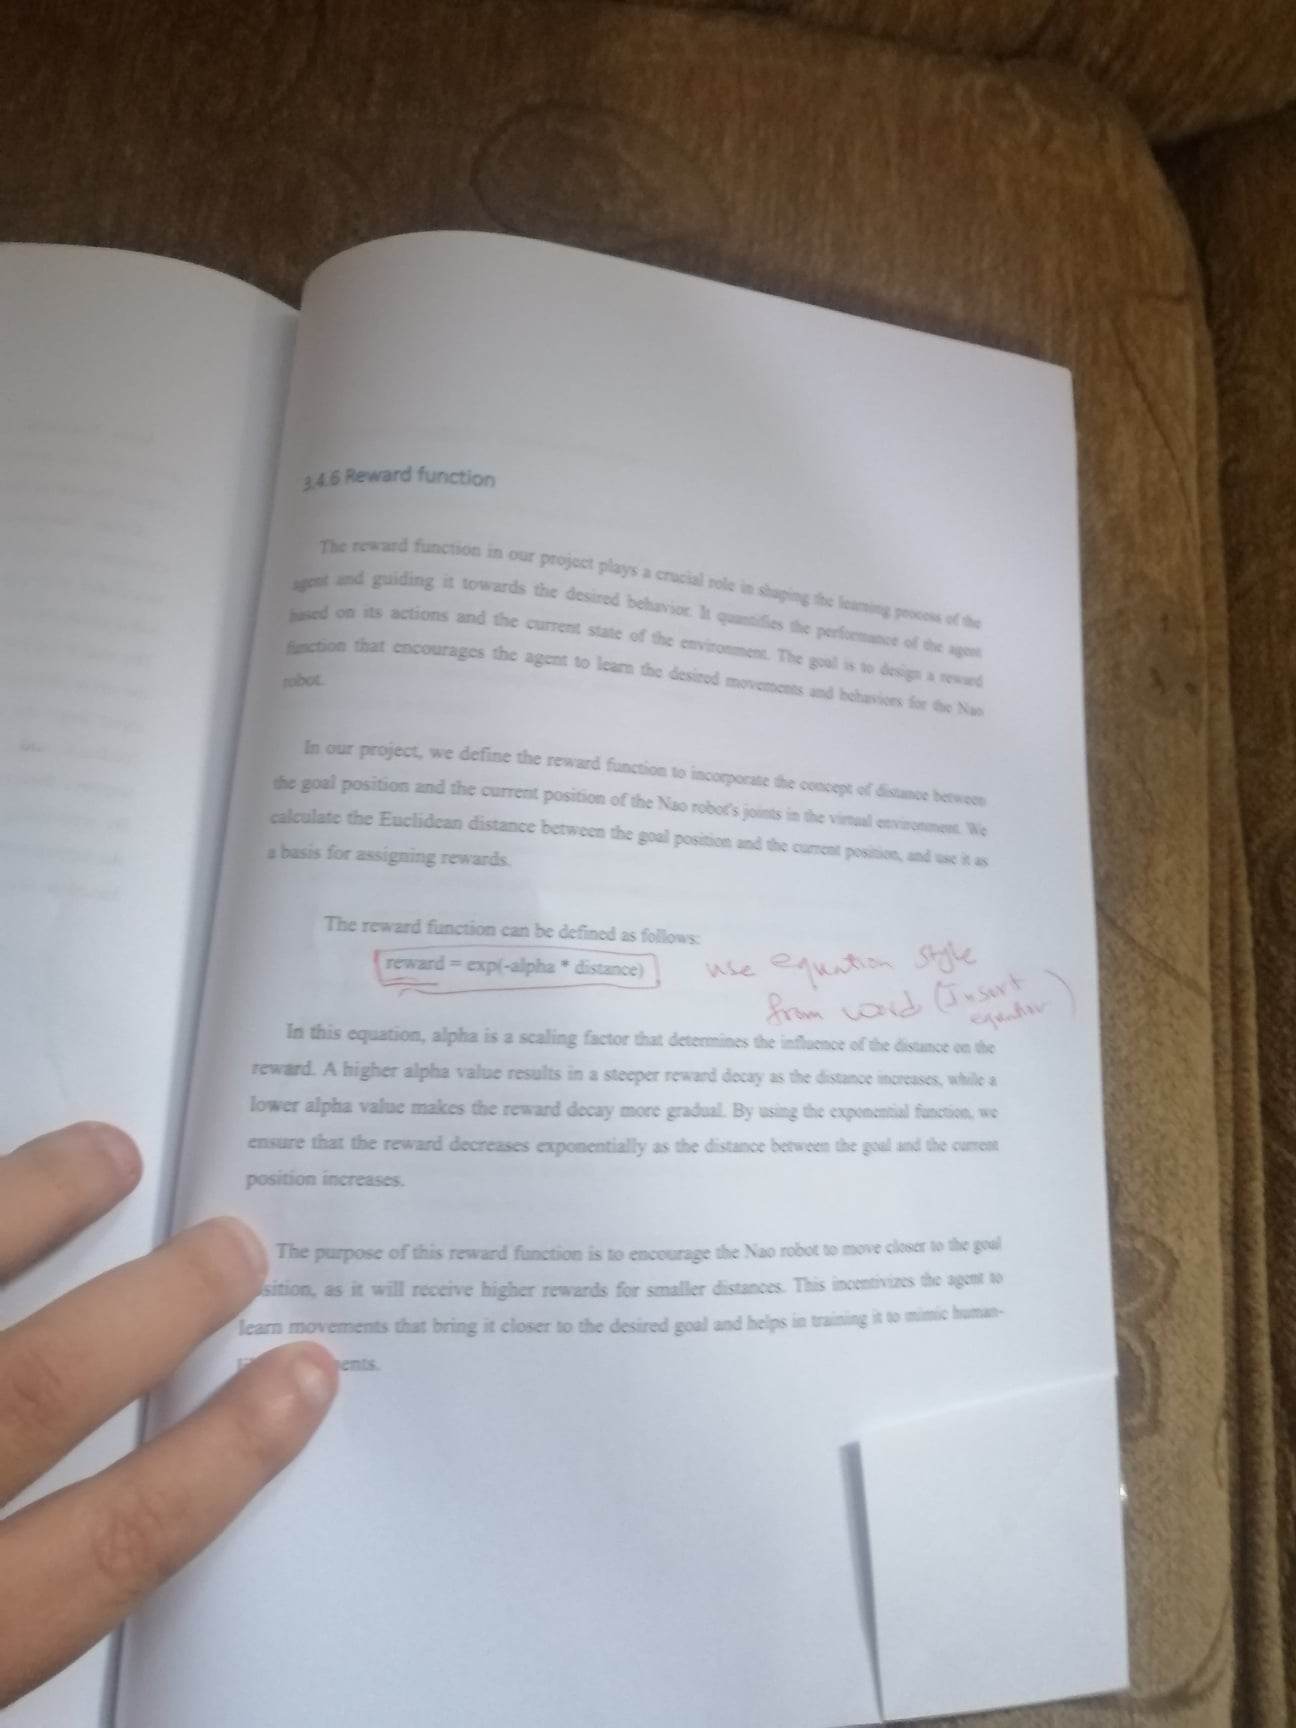 3.4.6 Reward function
The reward function in our project plays a crucial role in shaping the learning process of the
agent and guiding it towards the desired behavior. It quantifies the performance of the agent
based on its actions and the current state of the environment. The goal is to design a reward
function that encourages the agent to learn the desired movements and behaviors for the Nao
robot.
In our project, we define the reward function to incorporate the concept of distance between
the goal position and the current position of the Nao robot's joints in the virtual environment. We
calculate the Euclidean distance between the goal position and the current position, and use it as
a basis for assigning rewards.
The reward function can be defined as follows:
reward = exp(-alpha * distance)
use equation style
from word (Insert
equation)
In this equation, alpha is a scaling factor that determines the influence of the distance on the
reward. A higher alpha value results in a steeper reward decay as the distance increases, while a
lower alpha value makes the reward decay more gradual. By using the exponential function, we
ensure that the reward decreases exponentially as the distance between the goal and the current
position increases.
The purpose of this reward function is to encourage the Nao robot to move closer to the goal
sition, as it will receive higher rewards for smaller distances. This incentivizes the agent to
learn movements that bring it closer to the desired goal and helps in training it to mimic human-
ents.